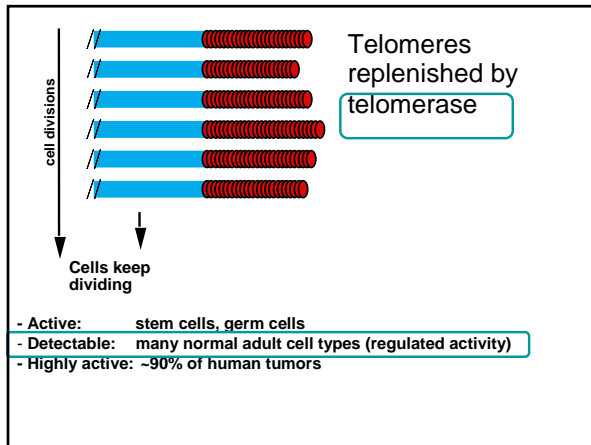 Telomeres
replenished by
telomerase
cell divisions
Cells keep
dividing
- Active: stem cells, germ cells
- Detectable: many normal adult cell types (regulated activity)
- Highly active: ~90% of human tumors